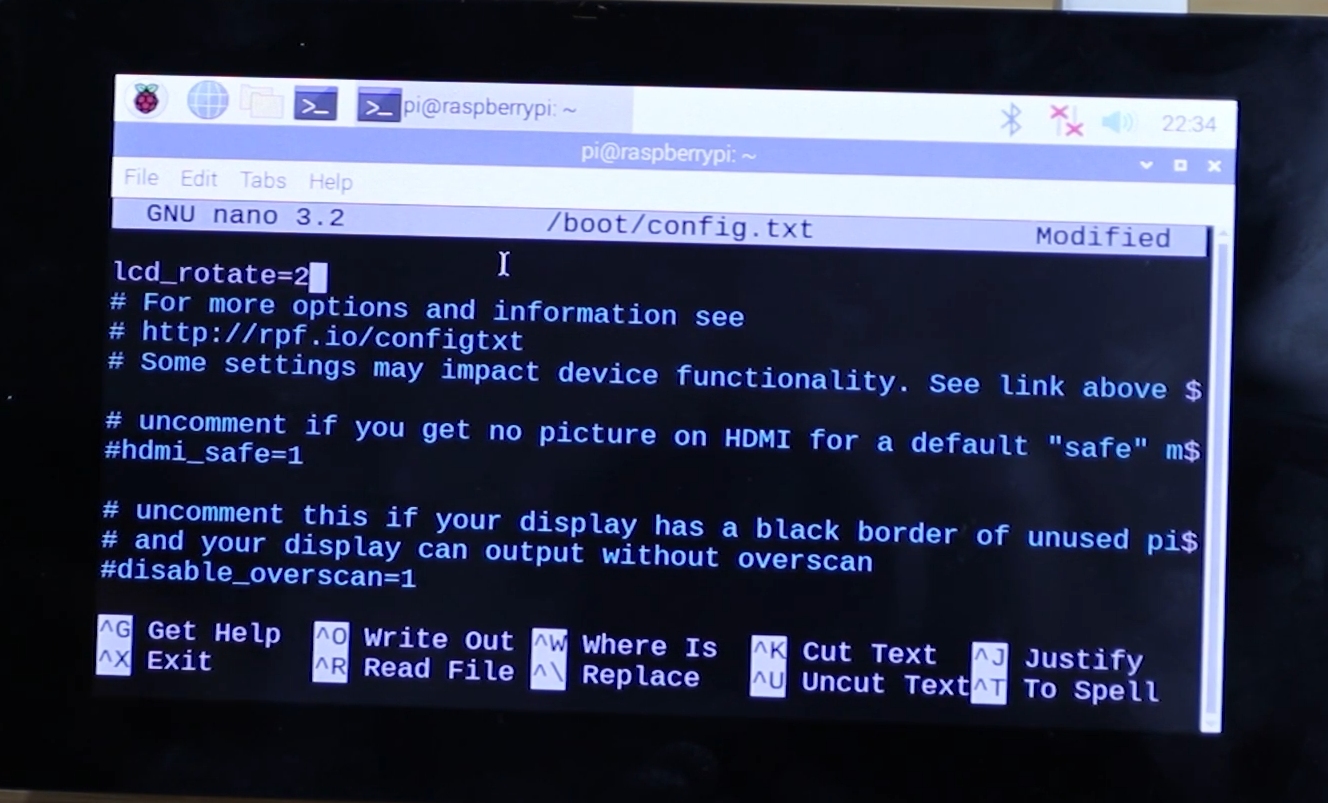 pi@raspberrypi: ~
22:34
pi@raspberrypi: ~
File Edit Tabs Help
GNU nano 3.2 /boot/config.txt Modified
lcd_rotate=2
# For more options and information see
# http://rpf.io/configtxt
# Some settings may impact device functionality. See link above $
# uncomment if you get no picture on HDMI for a default "safe" m$
#hdmi_safe=1
# uncomment this if your display has a black border of unused pi$
# and your display can output without overscan
#disable_overscan=1
^G Get Help ^O Write Out ^W Where Is ^K Cut Text ^J Justify
^X Exit ^R Read File ^\ Replace ^U Uncut Text ^T To Spell